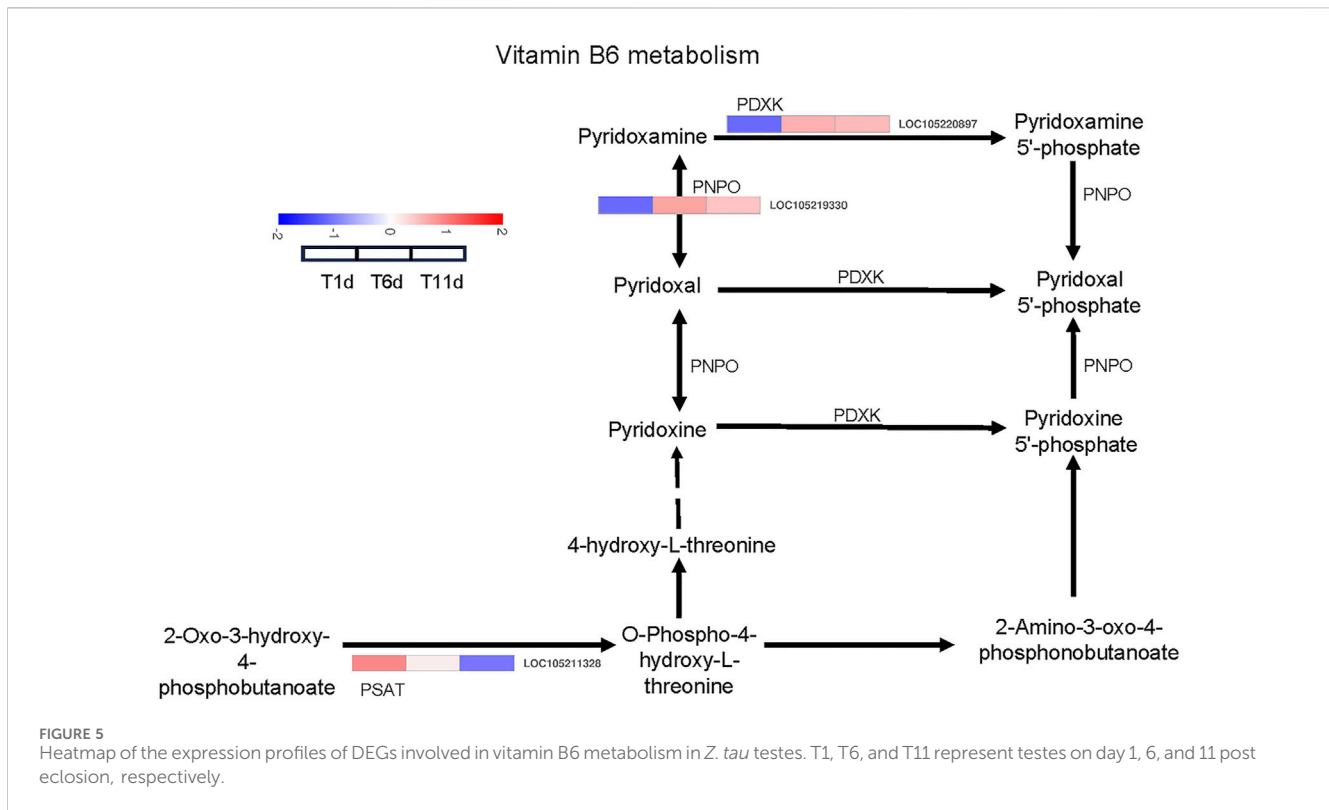 Vitamin B6 metabolism
PDXK
LOC105220897
Pyridoxamine
Pyridoxamine
5'-phosphate
PNPO
LOC105219330
PNPO
-2
-1
0
1
2
T1d T6d T11d
Pyridoxal
PDXK
Pyridoxal
5'-phosphate
PNPO
PNPO
Pyridoxine
PDXK
Pyridoxine
5'-phosphate
4-hydroxy-L-threonine
2-Oxo-3-hydroxy-
4-
phosphobutanoate
LOC105211328
PSAT
O-Phospho-4-
hydroxy-L-
threonine
2-Amino-3-oxo-4-
phosphonobutanoate
FIGURE 5
Heatmap of the expression profiles of DEGs involved in vitamin B6 metabolism in Z. tau testes. T1, T6, and T11 represent testes on day 1, 6, and 11 post
eclosion, respectively.